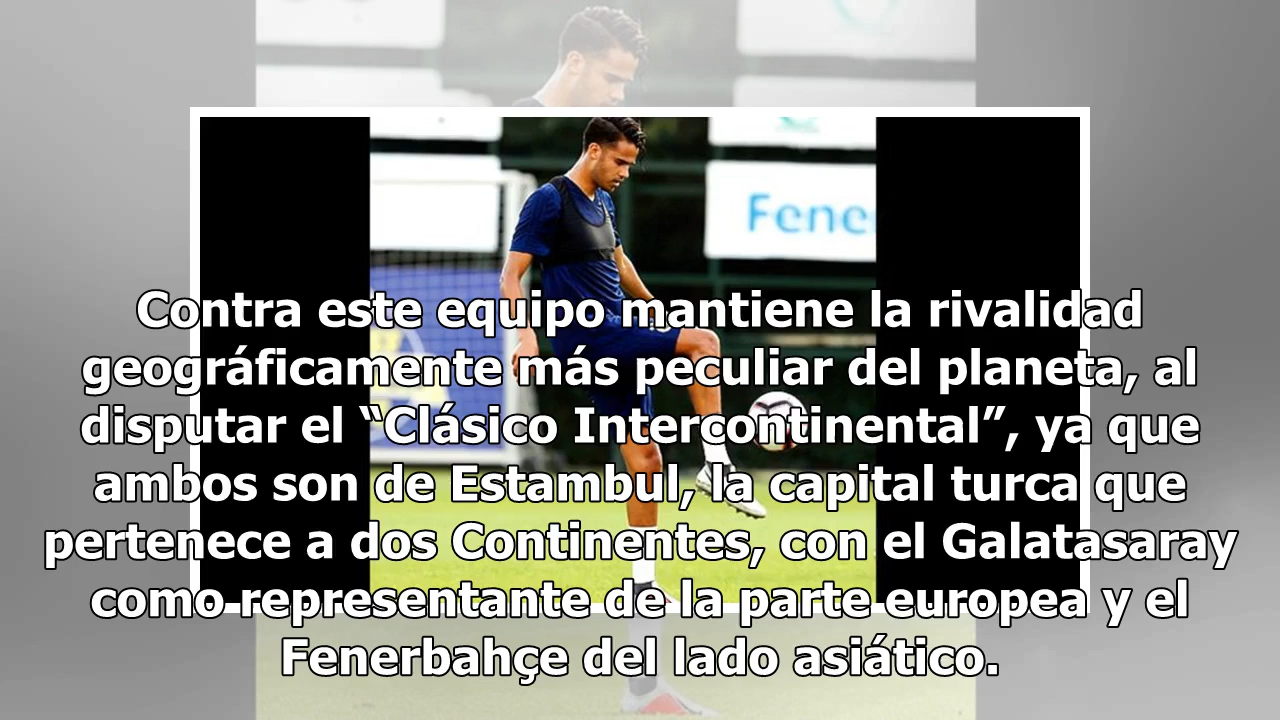 Fene
Contra este equipo mantiene la rivalidad
geográficamente más peculiar del planeta, al
disputar el “Clásico Intercontinental”, ya que
ambos son de Estambul, la capital turca que
pertenece a dos Continentes, con el Galatasaray
como representante de la parte europea y el
Fenerbahçe del lado asiático.